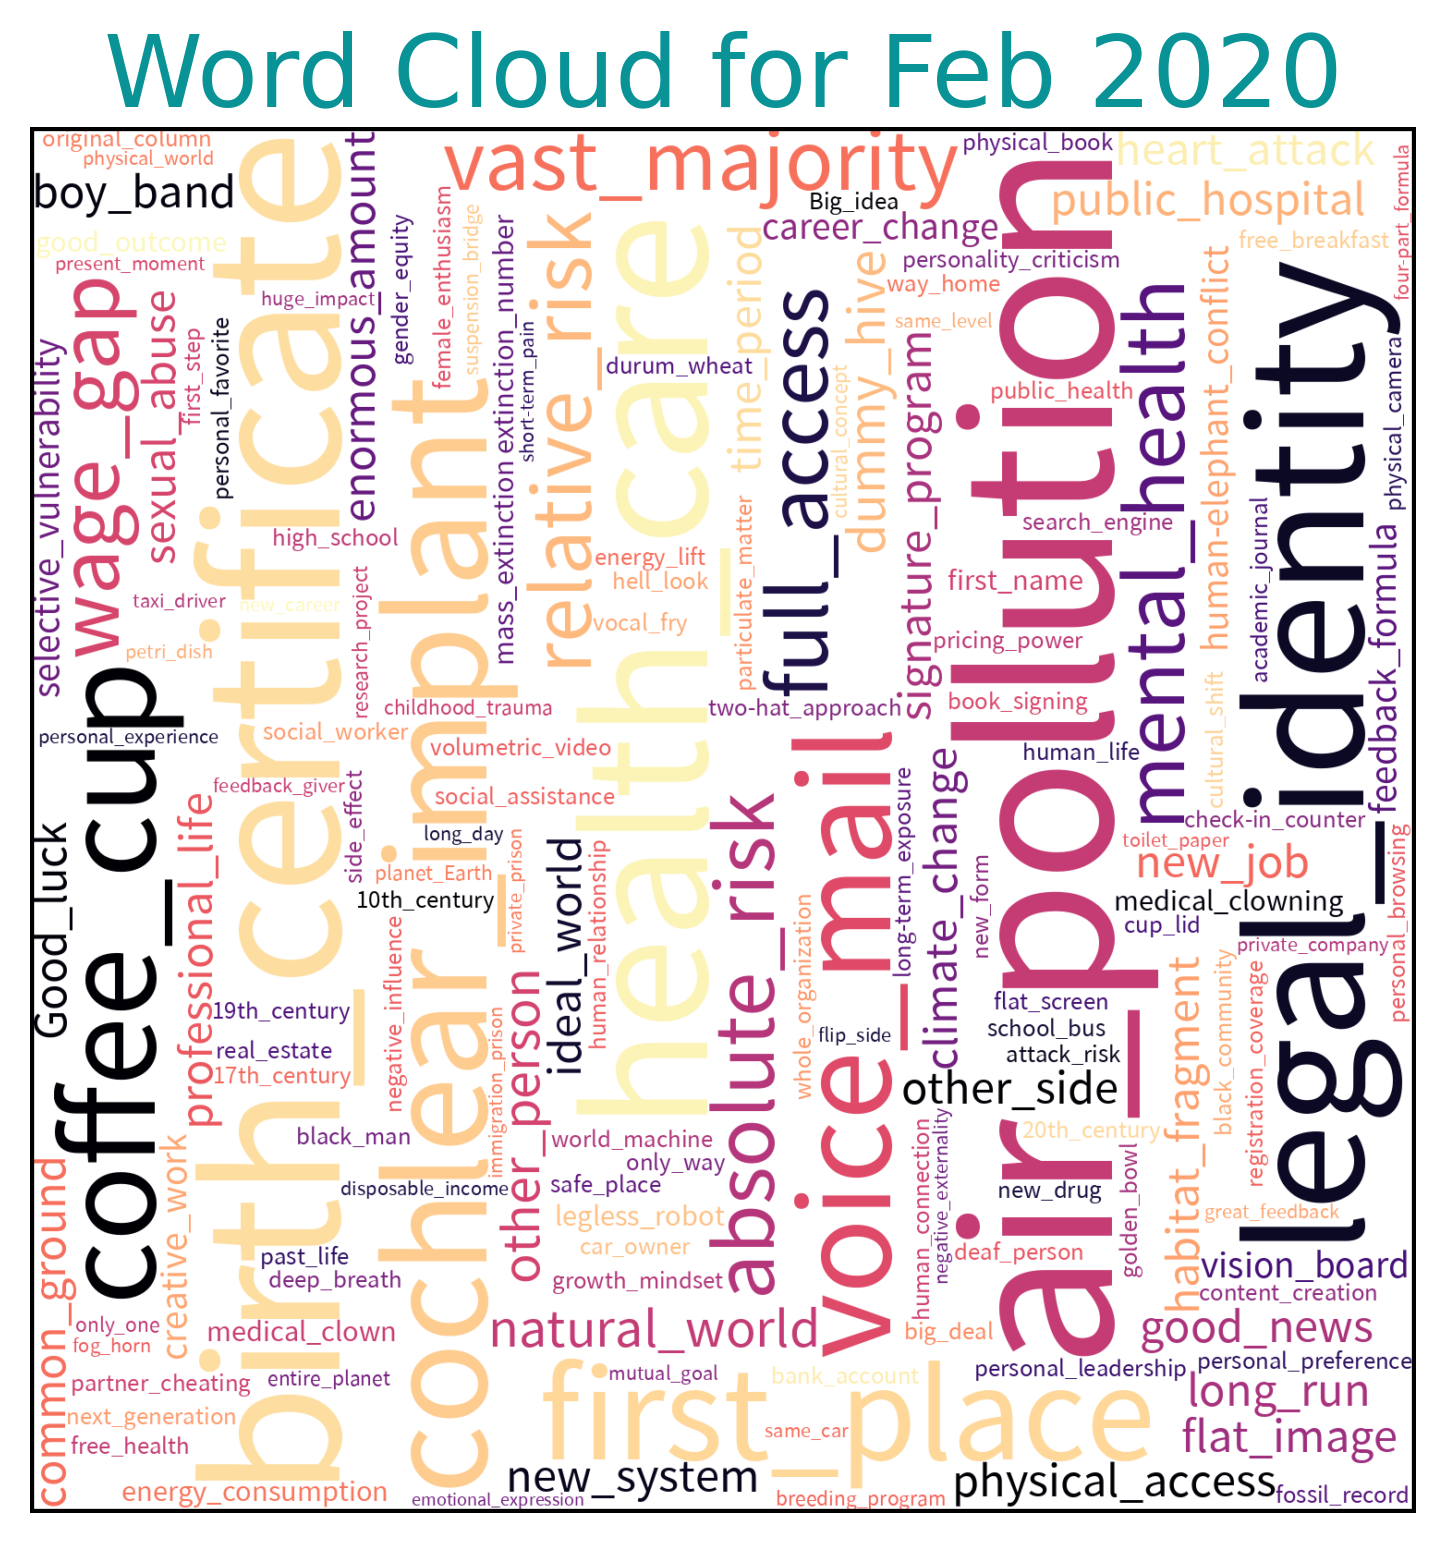 Word Cloud for Feb 2020
original_column
physical_world
boy_band
good_outcome
present_moment
wage_gap
sexual_abuse
first_step
personal_favorite
selective_vulnerability
birth_certificate
huge_impact
enormous_amount
gender_equity
female_enthusiasm
suspension_bridge
mass_extinction
extinction_number
short-term_pain
vast_majority
relative_risk
health_care
durum_wheat
time_period
Big_idea
career_change
physical_book
heart_attack
public_hospital
four-part_formula
free_breakfast
personality_criticism
way_home
same_level
dummy_hive
full_access
cultural_concept
signature_program
air_pollution
public_health
mental_health
human-elephant_conflict
legal_identity
physical_camera
academic_journal
feedback_formula
search_engine
first_name
pricing_power
book_signing
human_life
high_school
taxi_driver
new_career
petri_dish
research_project
cochlear_implant
energy_lift
hell_look
vocal_fry
particulate_matter
two-hat_approach
childhood_trauma
social_worker
volumetric_video
personal_experience
coffee_cup
Good_luck
feedback_giver
professional_life
side_effect
social_assistance
long_day
planet_Earth
10th_century
private_prison
ideal_world
human_relationship
absolute_risk
voice_mail
long-term_exposure
climate_change
new_form
whole_organization
flip_side
cultural_shift
check-in_counter
toilet_paper
new_job
medical_clowning
cup_lid
private_company
personal_browsing
flat_screen
school_bus
attack_risk
other_side
20th_century
habitat_fragment
black_community
registration_coverage
19th_century
real_estate
17th_century
negative_influence
immigration_prison
other_person
black_man
world_machine
only_way
safe_place
disposable_income
legless_robot
car_owner
growth_mindset
human_connection
negative_externality
new_drug
deaf_person
golden_bowl
great_feedback
vision_board
content_creation
common_ground
creative_work
past_life
deep_breath
only_one
fog_horn
medical_clown
natural_world
big_deal
good_news
partner_cheating
entire_planet
mutual_goal
bank_account
personal_leadership
personal_preference
next_generation
free_health
first_place
same_car
long_run
flat_image
energy_consumption
emotional_expression
new_system
breeding_program
physical_access
fossil_record